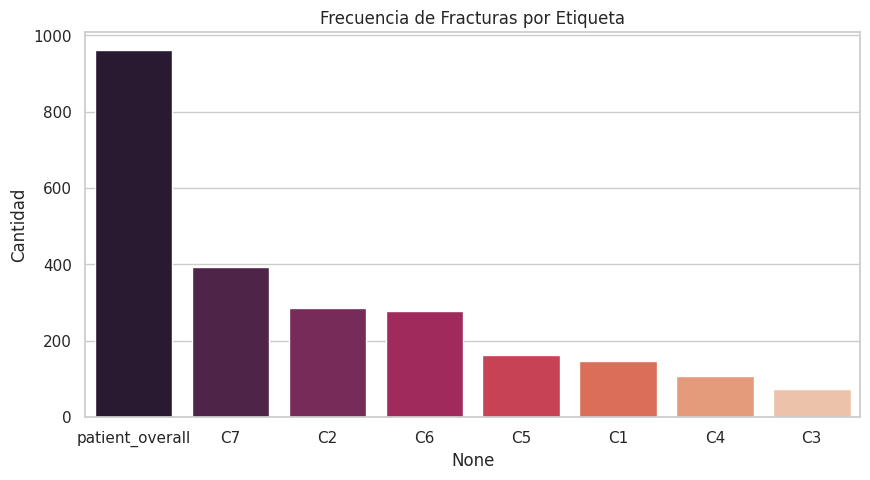 Frecuencia de Fracturas por Etiqueta
Cantidad
1000
800
600
400
200
0
patient_overall C7 C2 C6 C5 C1 C4 C3
None